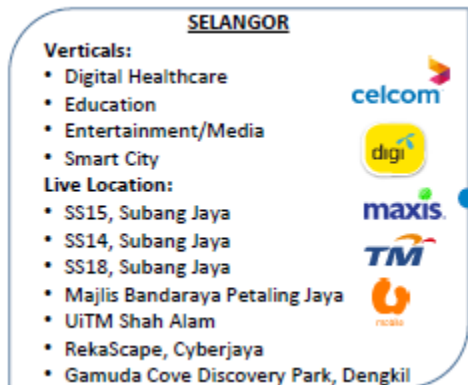 SELANGOR
Verticals:
• Digital Healthcare
• Education
• Entertainment/Media
• Smart City
Live Location:
• SS15, Subang Jaya
• SS14, Subang Jaya
• SS18, Subang Jaya
• Majlis Bandaraya Petaling Jaya
• UiTM Shah Alam
• RekaScape, Cyberjaya
• Gamuda Cove Discovery Park, Dengkil
celcom
digi
maxis.
TM
U
mobile